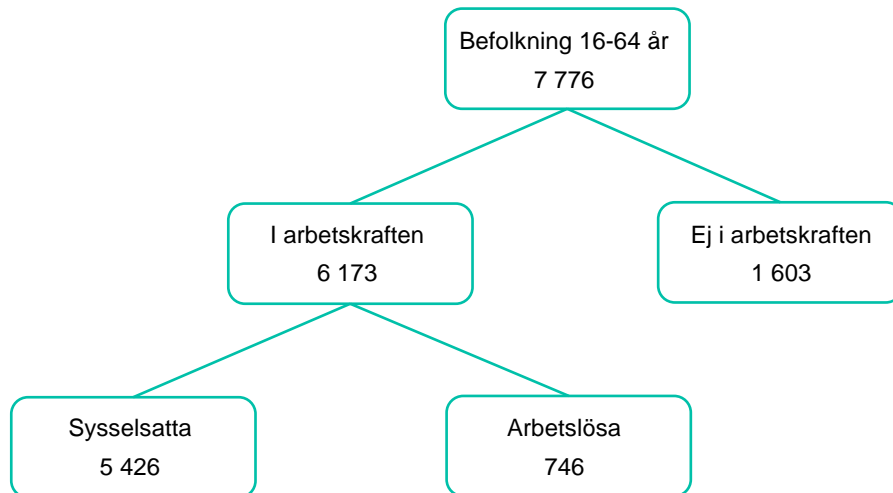 Befolkning 16-64 år
7 776
I arbetskraften
6 173
Ej i arbetskraften
1 603
Sysselsatta
5 426
Arbetslösa
746